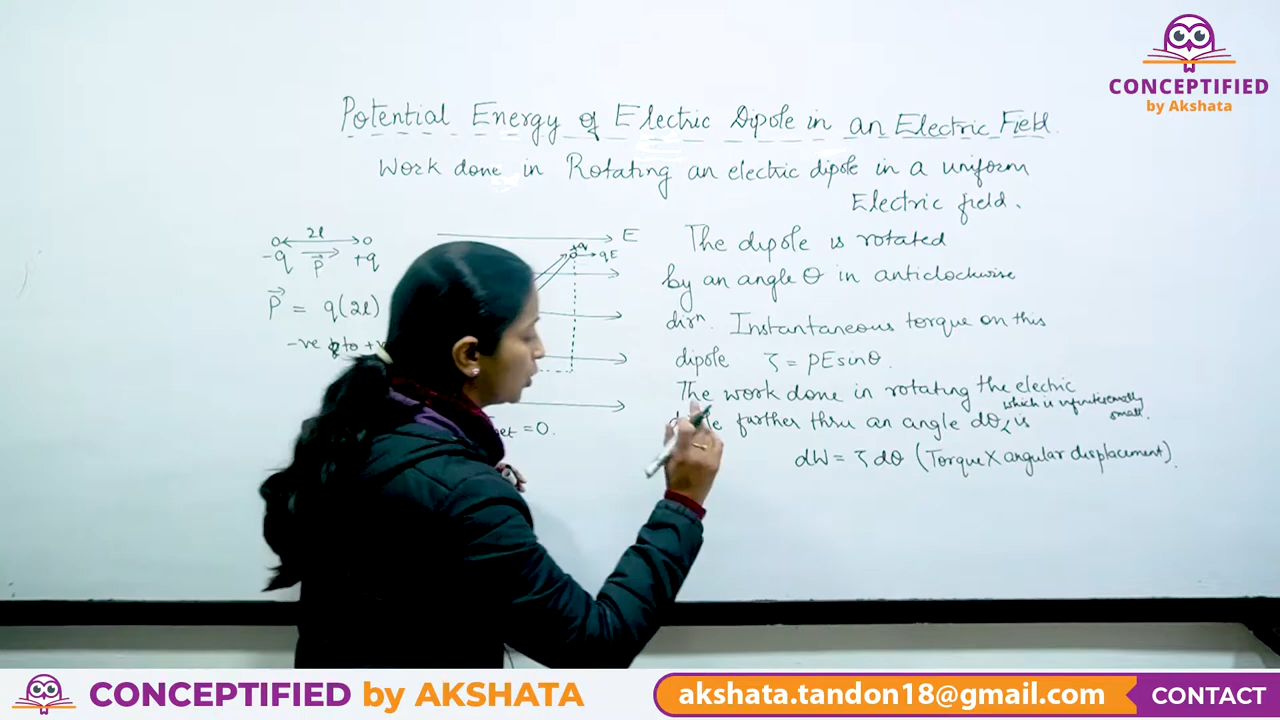 CONCEPTIFIED
by Akshata
Potential Energy of Electric Dipole in an Electric Field.
Work done in Rotating an electric dipole in a uniform
Electric field.
2l
-q P⃗ +q
P⃗ = q(2l)
-ve to +
E
+q
qE
= 0.
The dipole is rotated
by an angle θ in anticlockwise
dirⁿ. Instantaneous torque on this
dipole τ = pE sinθ.
The work done in rotating the electric
which is infinitesmally
small.
further thru an angle dθ is
dW = τ dθ (Torque X angular displacement).
CONCEPTIFIED by AKSHATA
akshata.tandon18@gmail.com
CONTACT